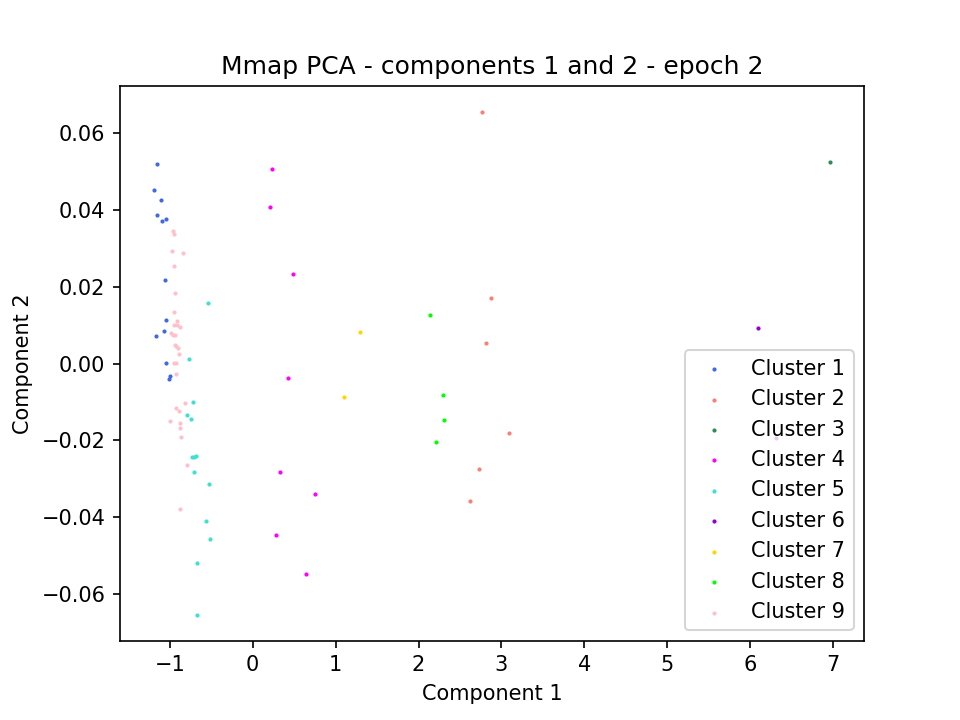 Mmap PCA - components 1 and 2 - epoch 2
Component 2
0.06
0.04
0.02
0.00
−0.02
−0.04
−0.06
Cluster 1
Cluster 2
Cluster 3
Cluster 4
Cluster 5
Cluster 6
Cluster 7
Cluster 8
Cluster 9
−1 0 1 2 3 4 5 6 7
Component 1